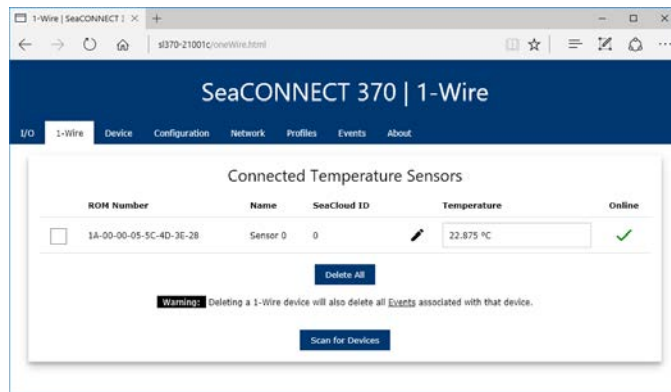 1-Wire | SeaCONNECT 3
sl370-21001c/oneWire.html
SeaCONNECT 370 | 1-Wire
I/O 1-Wire Device Configuration Network Profiles Events About
Connected Temperature Sensors
ROM Number Name SeaCloud ID Temperature Online
1A-00-00-05-5C-4D-3E-28 Sensor 0 0 22.875 ºC
Delete All
Warning: Deleting a 1-Wire device will also delete all Events associated with that device.
Scan for Devices